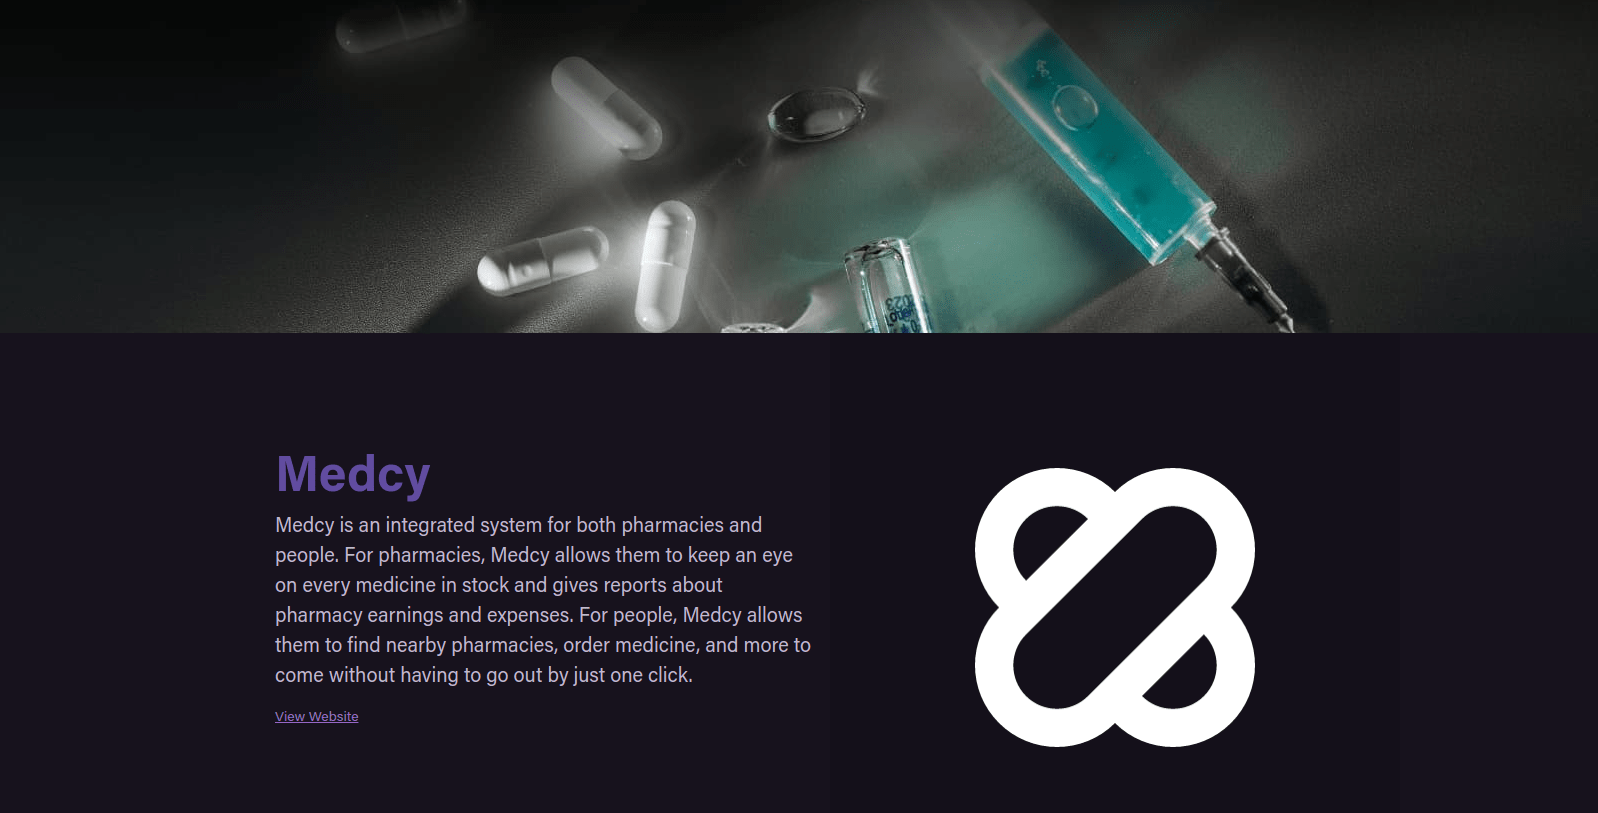 Medcy
Medcy is an integrated system for both pharmacies and
people. For pharmacies, Medcy allows them to keep an eye
on every medicine in stock and gives reports about
pharmacy earnings and expenses. For people, Medcy allows
them to find nearby pharmacies, order medicine, and more to
come without having to go out by just one click.
View Website